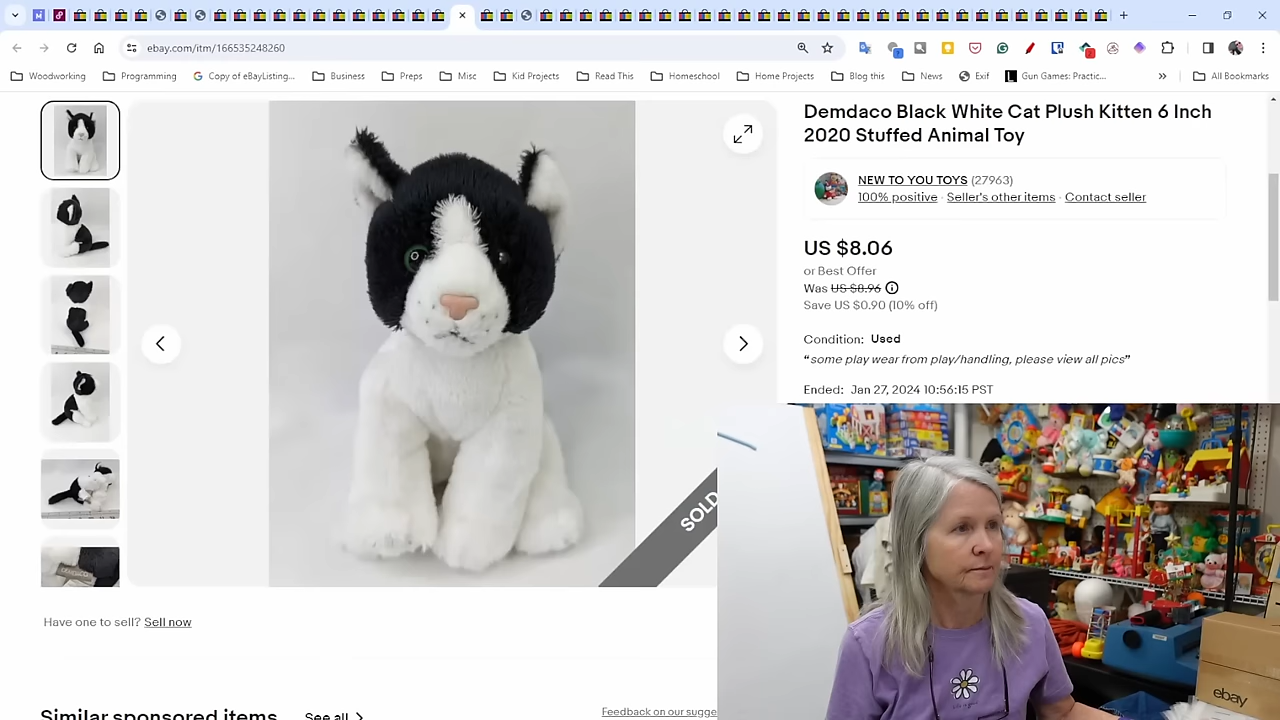 ebay.com/itm/166535248260
Woodworking
Programming
Copy of eBayListing...
Business
Preps
Misc
Kid Projects
Read This
Homeschool
Home Projects
Blog this
News
Exif
Gun Games: Practic...
All Bookmarks
Demdaco Black White Cat Plush Kitten 6 Inch
2020 Stuffed Animal Toy
NEW TO YOU TOYS (27963)
100% positive · Seller's other items · Contact seller
US $8.06
or Best Offer
Was US $8.96
Save US $0.90 (10% off)
Condition: Used
“some play wear from play/handling, please view all pics”
Ended: Jan 27, 2024 10:56:15 PST
SOLD
Have one to sell? Sell now
Similar sponsored items See all
Feedback on our sugge
ebay